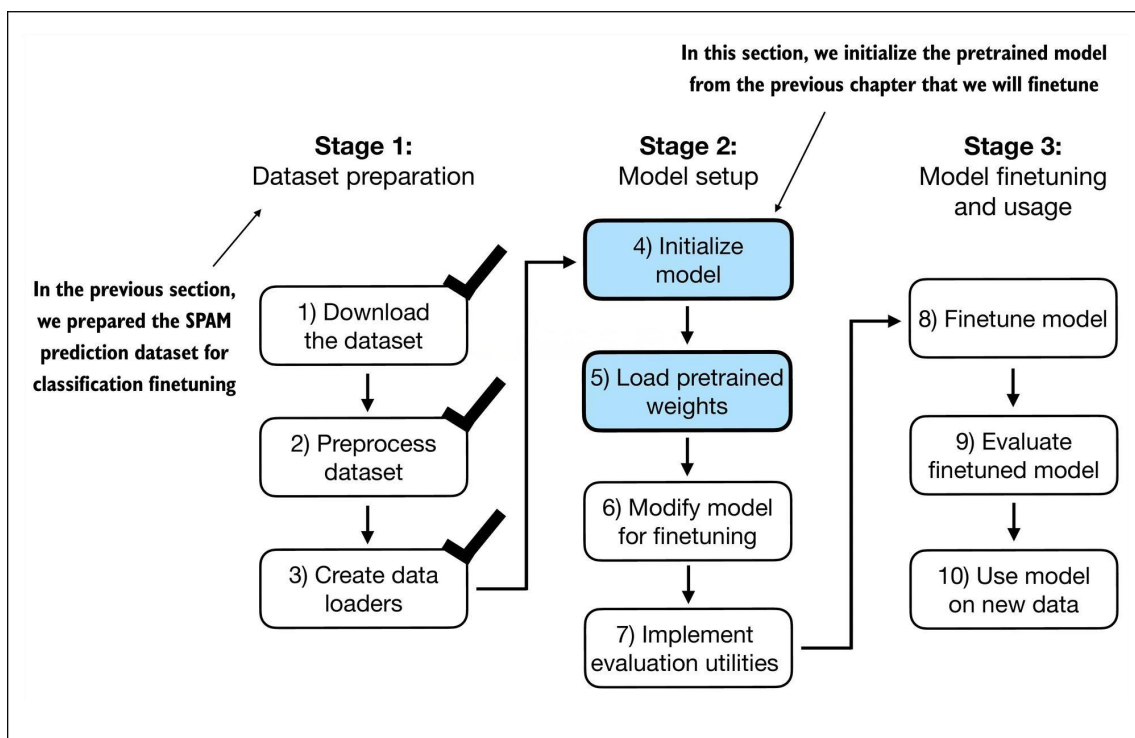 In this section, we initialize the pretrained model
from the previous chapter that we will finetune
Stage 1:
Dataset preparation
Stage 2:
Model setup
Stage 3:
Model finetuning
and usage
In the previous section,
we prepared the SPAM
prediction dataset for
classification finetuning
1) Download
the dataset
2) Preprocess
dataset
3) Create data
loaders
4) Initialize
model
5) Load pretrained
weights
6) Modify model
for finetuning
7) Implement
evaluation utilities
8) Finetune model
9) Evaluate
finetuned model
10) Use model
on new data